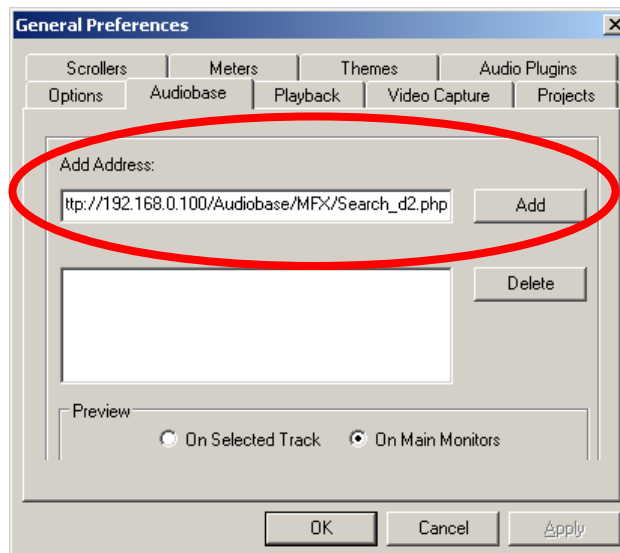 General Preferences
Scrollers Meters Themes Audio Plugins
Options Audiobase Playback Video Capture Projects
Add Address:
ttp://192.168.0.100/Audiobase/MFX/Search_d2.php Add
Delete
Preview
On Selected Track On Main Monitors
OK Cancel Apply